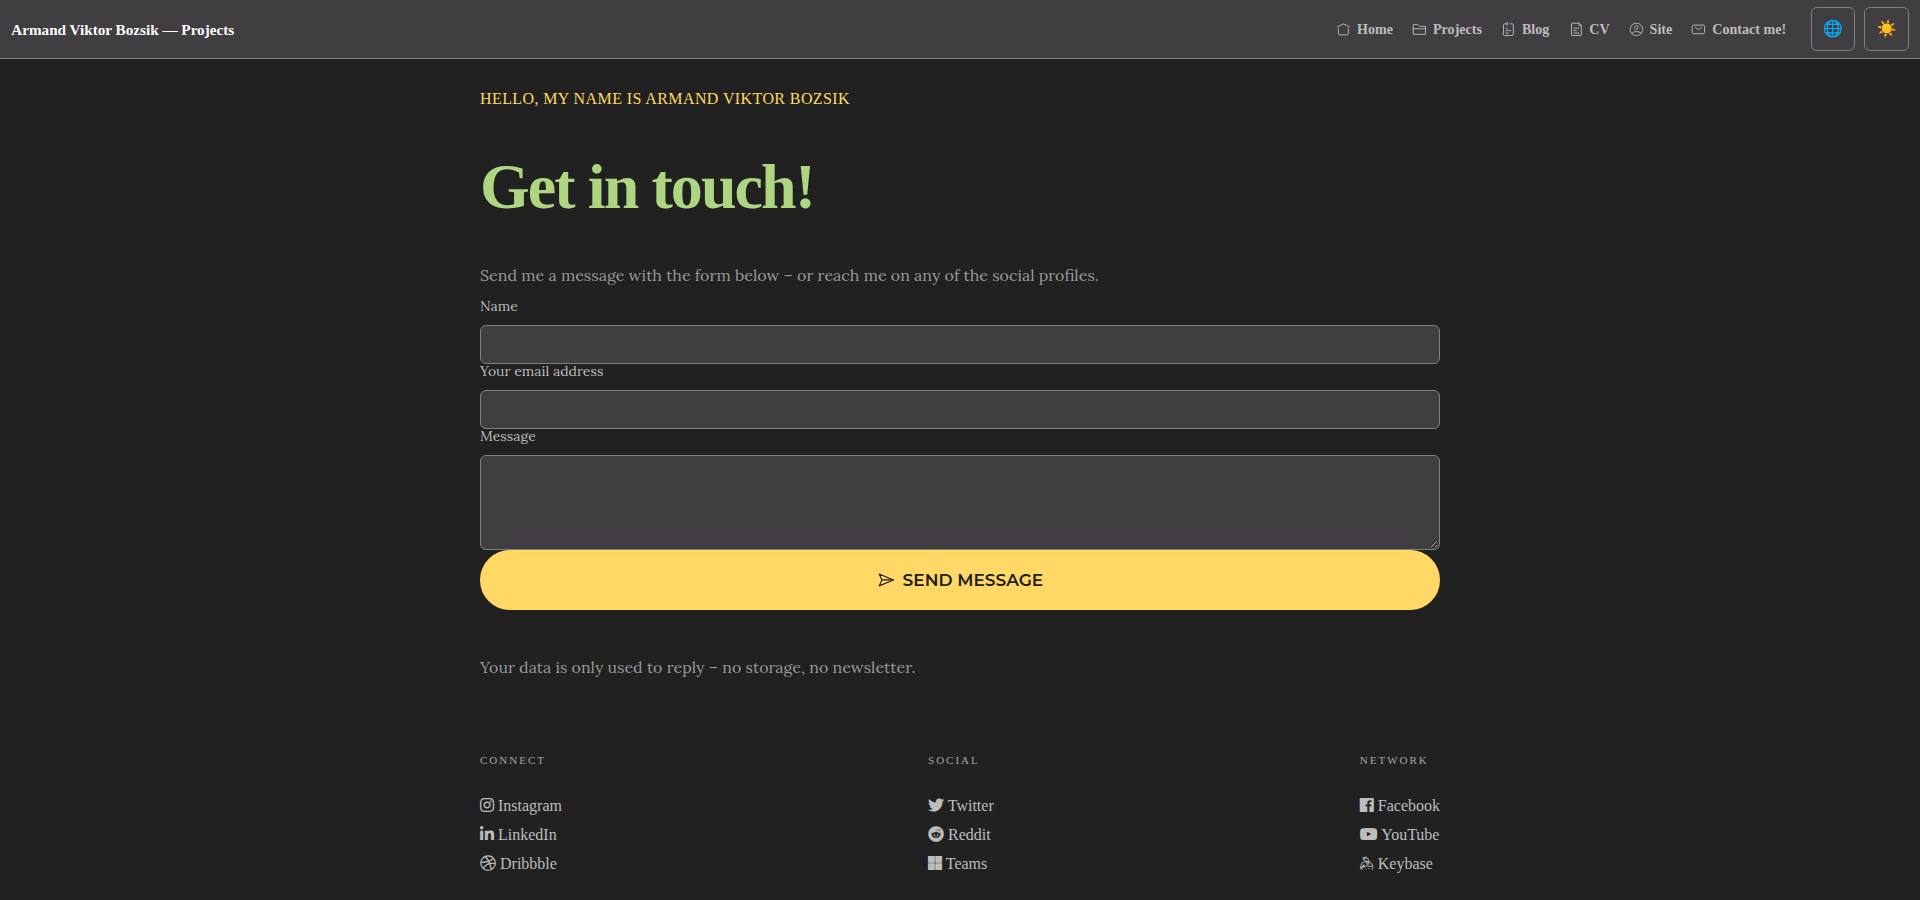 Armand Viktor Bozsik — Projects
Home Projects Blog CV Site Contact me!
HELLO, MY NAME IS ARMAND VIKTOR BOZSIK
Get in touch!
Send me a message with the form below – or reach me on any of the social profiles.
Name
Your email address
Message
SEND MESSAGE
Your data is only used to reply – no storage, no newsletter.
CONNECT
Instagram
LinkedIn
Dribbble
SOCIAL
Twitter
Reddit
Teams
NETWORK
Facebook
YouTube
Keybase